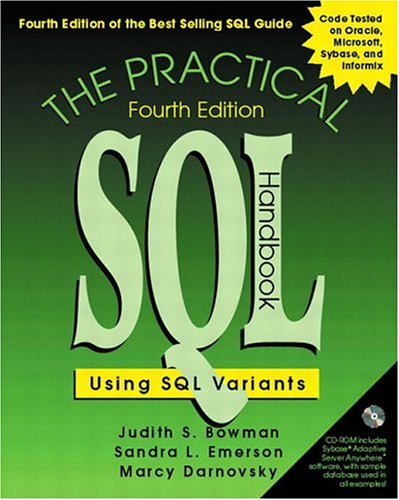 Fourth Edition of the Best Selling SQL Guide
Code Tested
on Oracle,
Microsoft,
Sybase, and
Informix
THE PRACTICAL
Fourth Edition
SQL
Handbook
Using SQL Variants
Judith S. Bowman
Sandra L. Emerson
Marcy Darnovsky
CD-ROM includes
Sybase® Adaptive
Server Anywhere™
software, with sample
database used in
all examples!